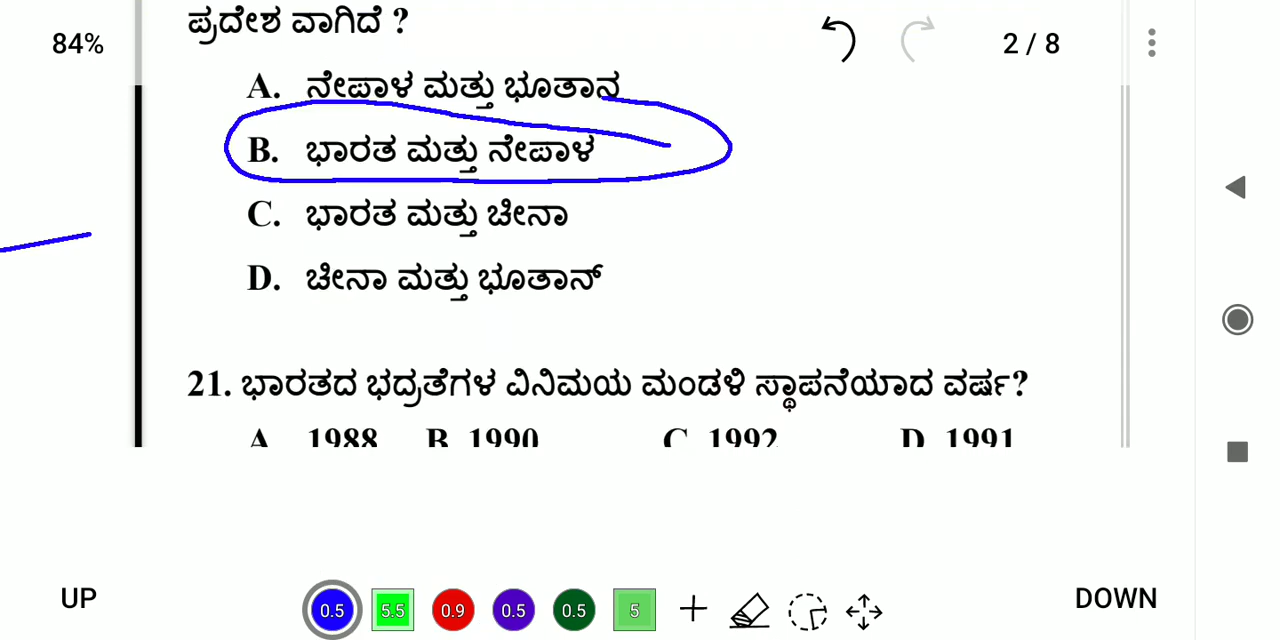 ಪ್ರದೇಶ ವಾಗಿದೆ ?
84%
2 / 8
A. ನೇಪಾಳ ಮತ್ತು ಭೂತಾನ
B. ಭಾರತ ಮತ್ತು ನೇಪಾಳ
C. ಭಾರತ ಮತ್ತು ಚೀನಾ
D. ಚೀನಾ ಮತ್ತು ಭೂತಾನ್
21. ಭಾರತದ ಭದ್ರತೆಗಳ ವಿನಿಮಯ ಮಂಡಳಿ ಸ್ಥಾಪನೆಯಾದ ವರ್ಷ?
A 1988 B 1990 C 1992 D 1991
UP
DOWN
0.5 5.5 0.9 0.5 0.5 5